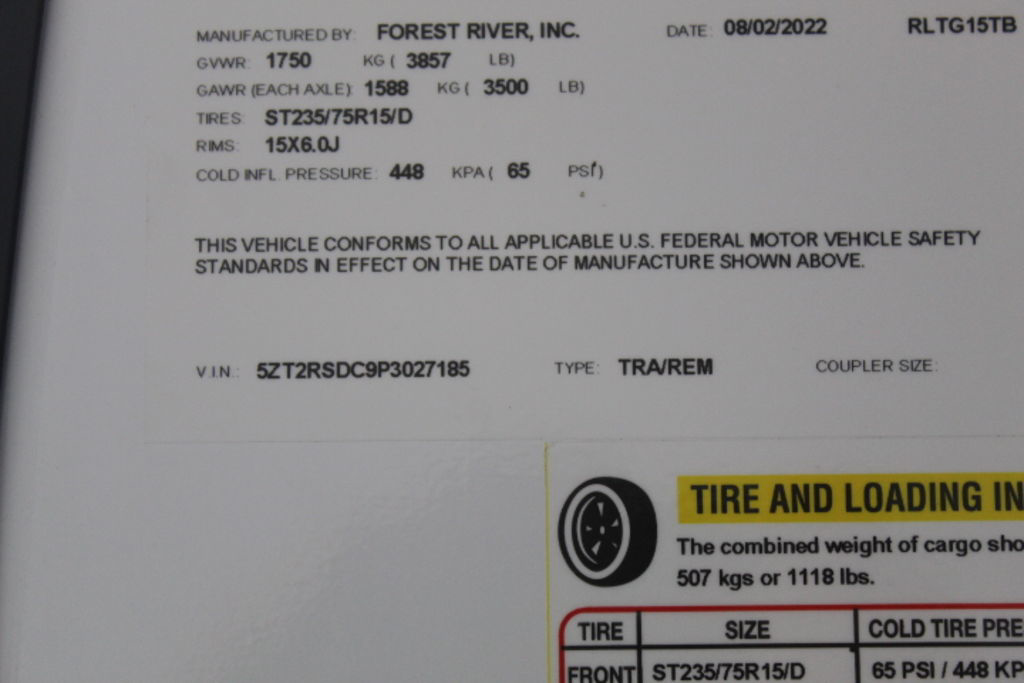 MANUFACTURED BY: FOREST RIVER, INC. DATE: 08/02/2022 RLTG15TB
GVWR: 1750 KG ( 3857 LB)
GAWR (EACH AXLE): 1588 KG ( 3500 LB)
TIRES: ST235/75R15/D
RIMS: 15X6.0J
COLD INFL. PRESSURE: 448 KPA ( 65 PSI)
THIS VEHICLE CONFORMS TO ALL APPLICABLE U.S. FEDERAL MOTOR VEHICLE SAFETY
STANDARDS IN EFFECT ON THE DATE OF MANUFACTURE SHOWN ABOVE.
V.I.N.: 5ZT2RSDC9P3027185 TYPE: TRA/REM COUPLER SIZE:
TIRE AND LOADING IN
The combined weight of cargo sho
507 kgs or 1118 lbs.
TIRE SIZE COLD TIRE PRE
FRONT ST235/75R15/D 65 PSI / 448 KP